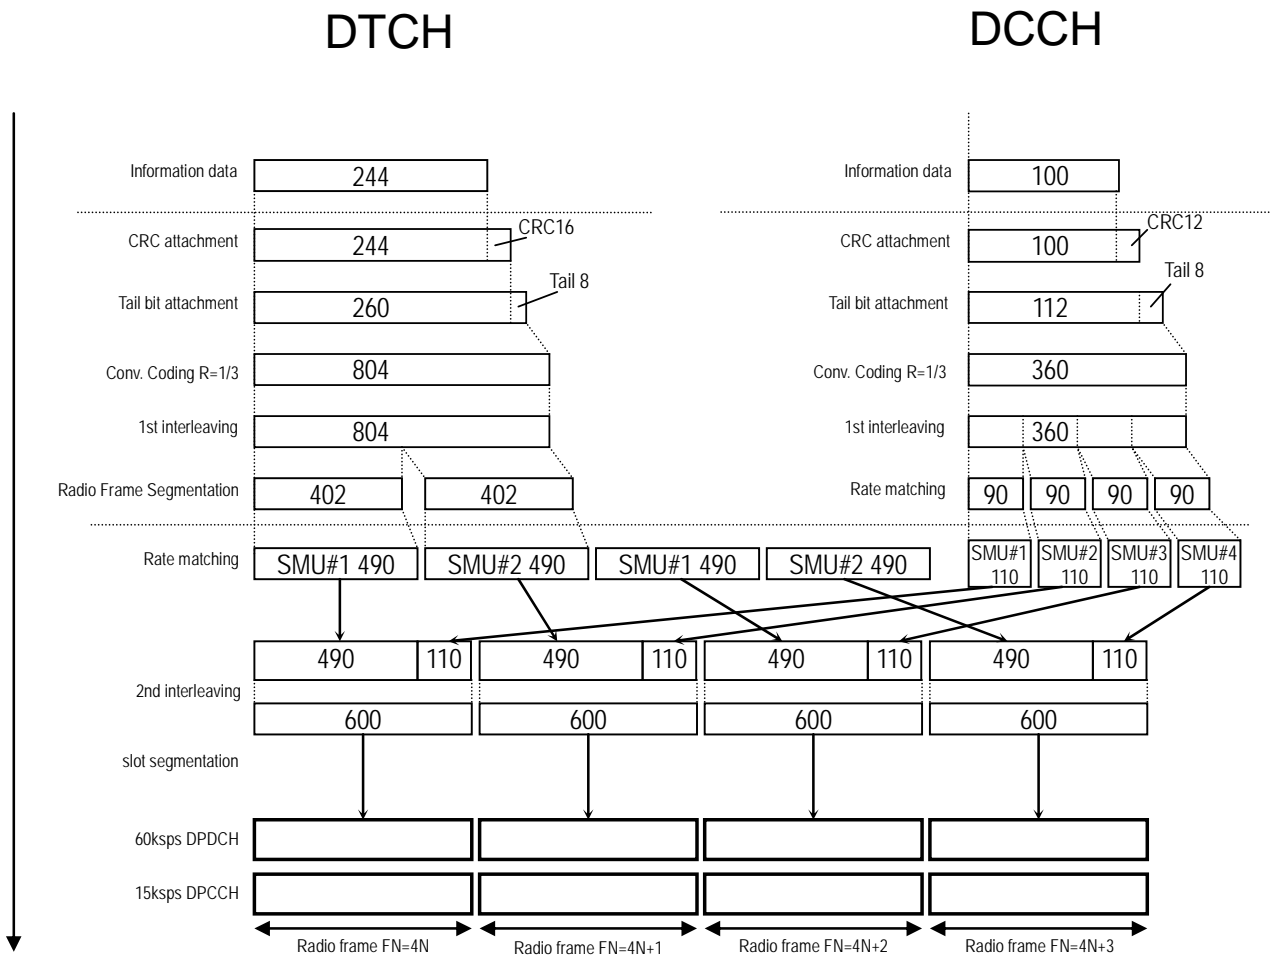 DTCH DCCH
Information data 244 Information data 100
CRC attachment 244 CRC16 CRC attachment 100 CRC12
Tail bit attachment 260 Tail 8 Tail bit attachment 112 Tail 8
Conv. Coding R=1/3 804 Conv. Coding R=1/3 360
1st interleaving 804 1st interleaving 360
Radio Frame Segmentation 402 402 Rate matching 90 90 90 90
Rate matching SMU#1 490 SMU#2 490 SMU#1 490 SMU#2 490 SMU#1 SMU#2 SMU#3 SMU#4
110 110 110 110
490 110 490 110 490 110 490 110
2nd interleaving
600 600 600 600
slot segmentation
60ksps DPDCH
15ksps DPCCH
Radio frame FN=4N Radio frame FN=4N+1 Radio frame FN=4N+2 Radio frame FN=4N+3